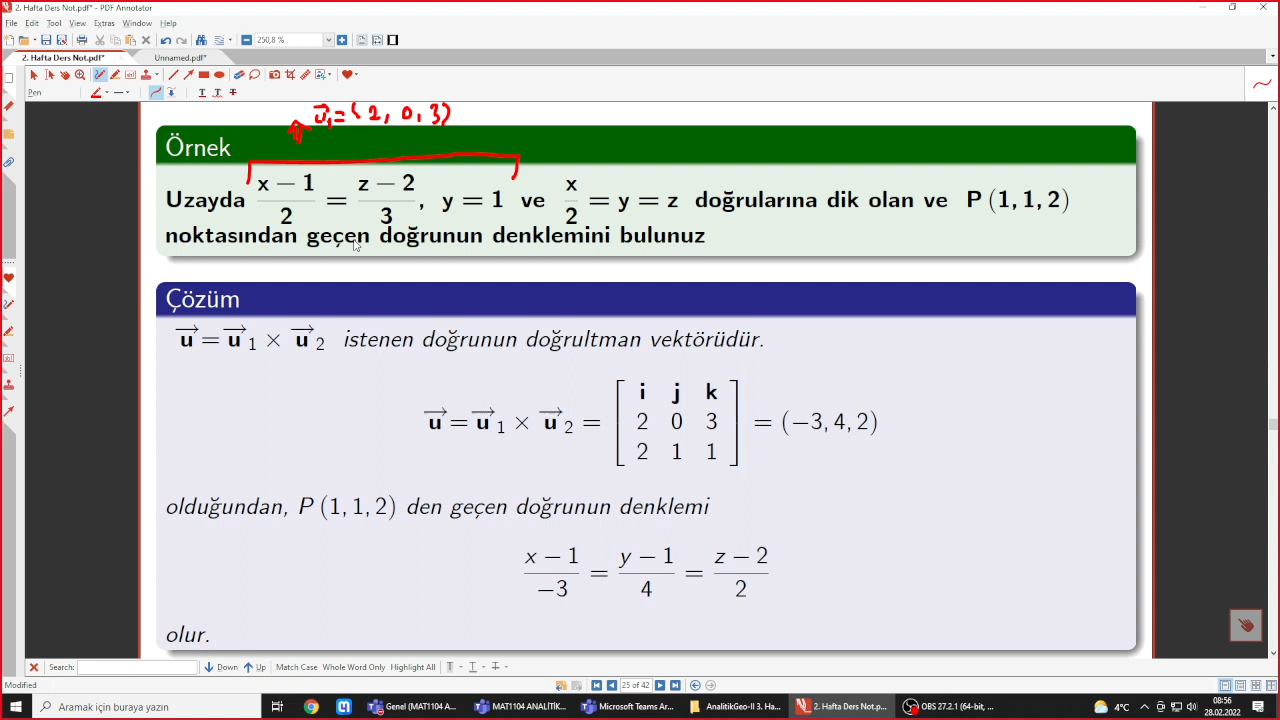 2. Hafta Ders Not.pdf* - PDF Annotator
File Edit Tool View Extras Window Help
250,8 %
2. Hafta Ders Not.pdf* Unnamed.pdf*
Pen
u⃗₁=(2, 0, 3)
Örnek
Uzayda (x − 1)/2 = (z − 2)/3, y = 1 ve x/2 = y = z doğrularına dik olan ve P (1, 1, 2)
noktasından geçen doğrunun denklemini bulunuz
Çözüm
u⃗ = u⃗₁ × u⃗₂ istenen doğrunun doğrultman vektörüdür.
i j k
u⃗ = u⃗₁ × u⃗₂ = [ 2 0 3 ] = (−3, 4, 2)
2 1 1
olduğundan, P (1, 1, 2) den geçen doğrunun denklemi
(x − 1)/−3 = (y − 1)/4 = (z − 2)/2
olur.
Search: Down Up Match Case Whole Word Only Highlight All
Modified 25 of 42
Aramak için buraya yazın Genel (MAT1104 A... MAT1104 ANALİTİK... Microsoft Teams Ar... AnalitikGeo-II 3. Ha... 2. Hafta Ders Not.p... OBS 27.2.1 (64-bit, ... 4°C 08:56
28.02.2022